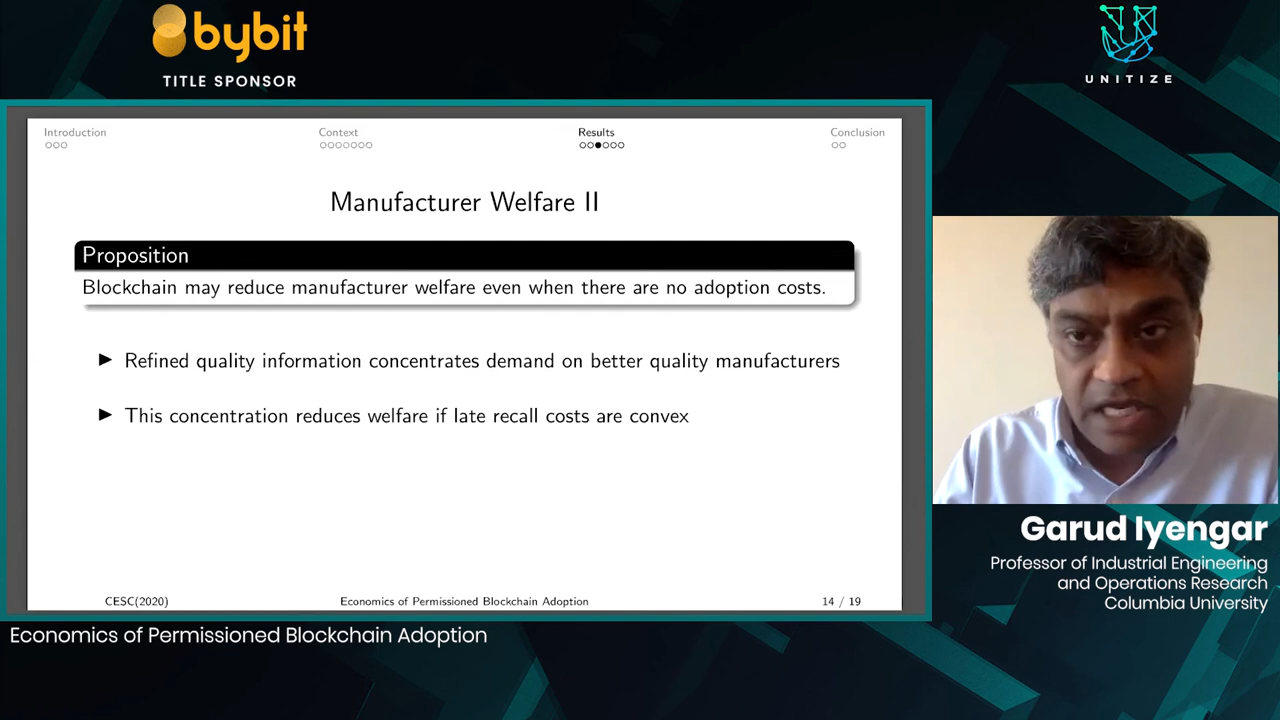 bybit
TITLE SPONSOR
UNITIZE
Introduction
Context
Results
Conclusion
Manufacturer Welfare II
Proposition
Blockchain may reduce manufacturer welfare even when there are no adoption costs.
Refined quality information concentrates demand on better quality manufacturers
This concentration reduces welfare if late recall costs are convex
CESC(2020)
Economics of Permissioned Blockchain Adoption
14 / 19
Garud Iyengar
Professor of Industrial Engineering
and Operations Research
Columbia University
Economics of Permissioned Blockchain Adoption